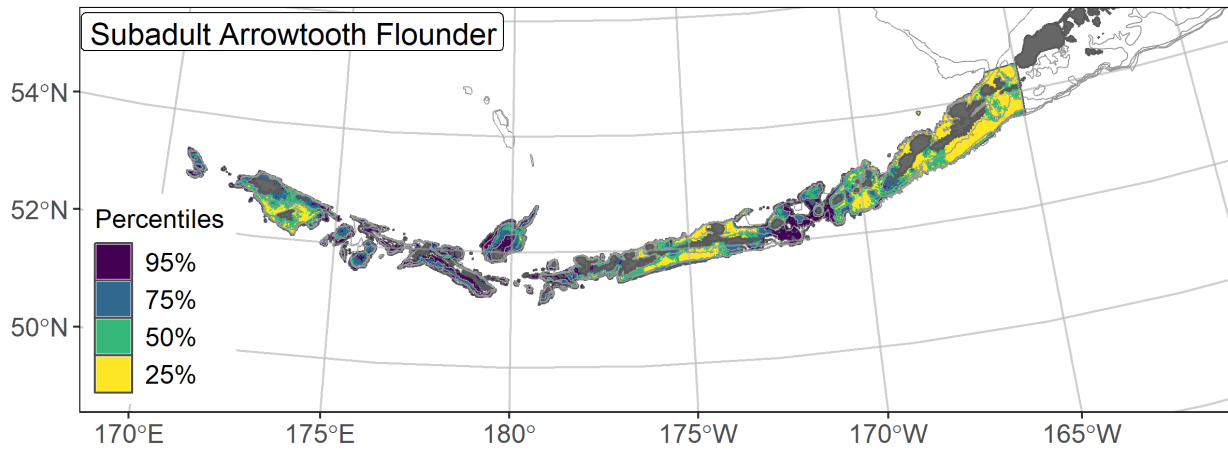 Subadult Arrowtooth Flounder
54°N
52°N
50°N
Percentiles
95%
75%
50%
25%
170°E
175°E
180°
175°W
170°W
165°W